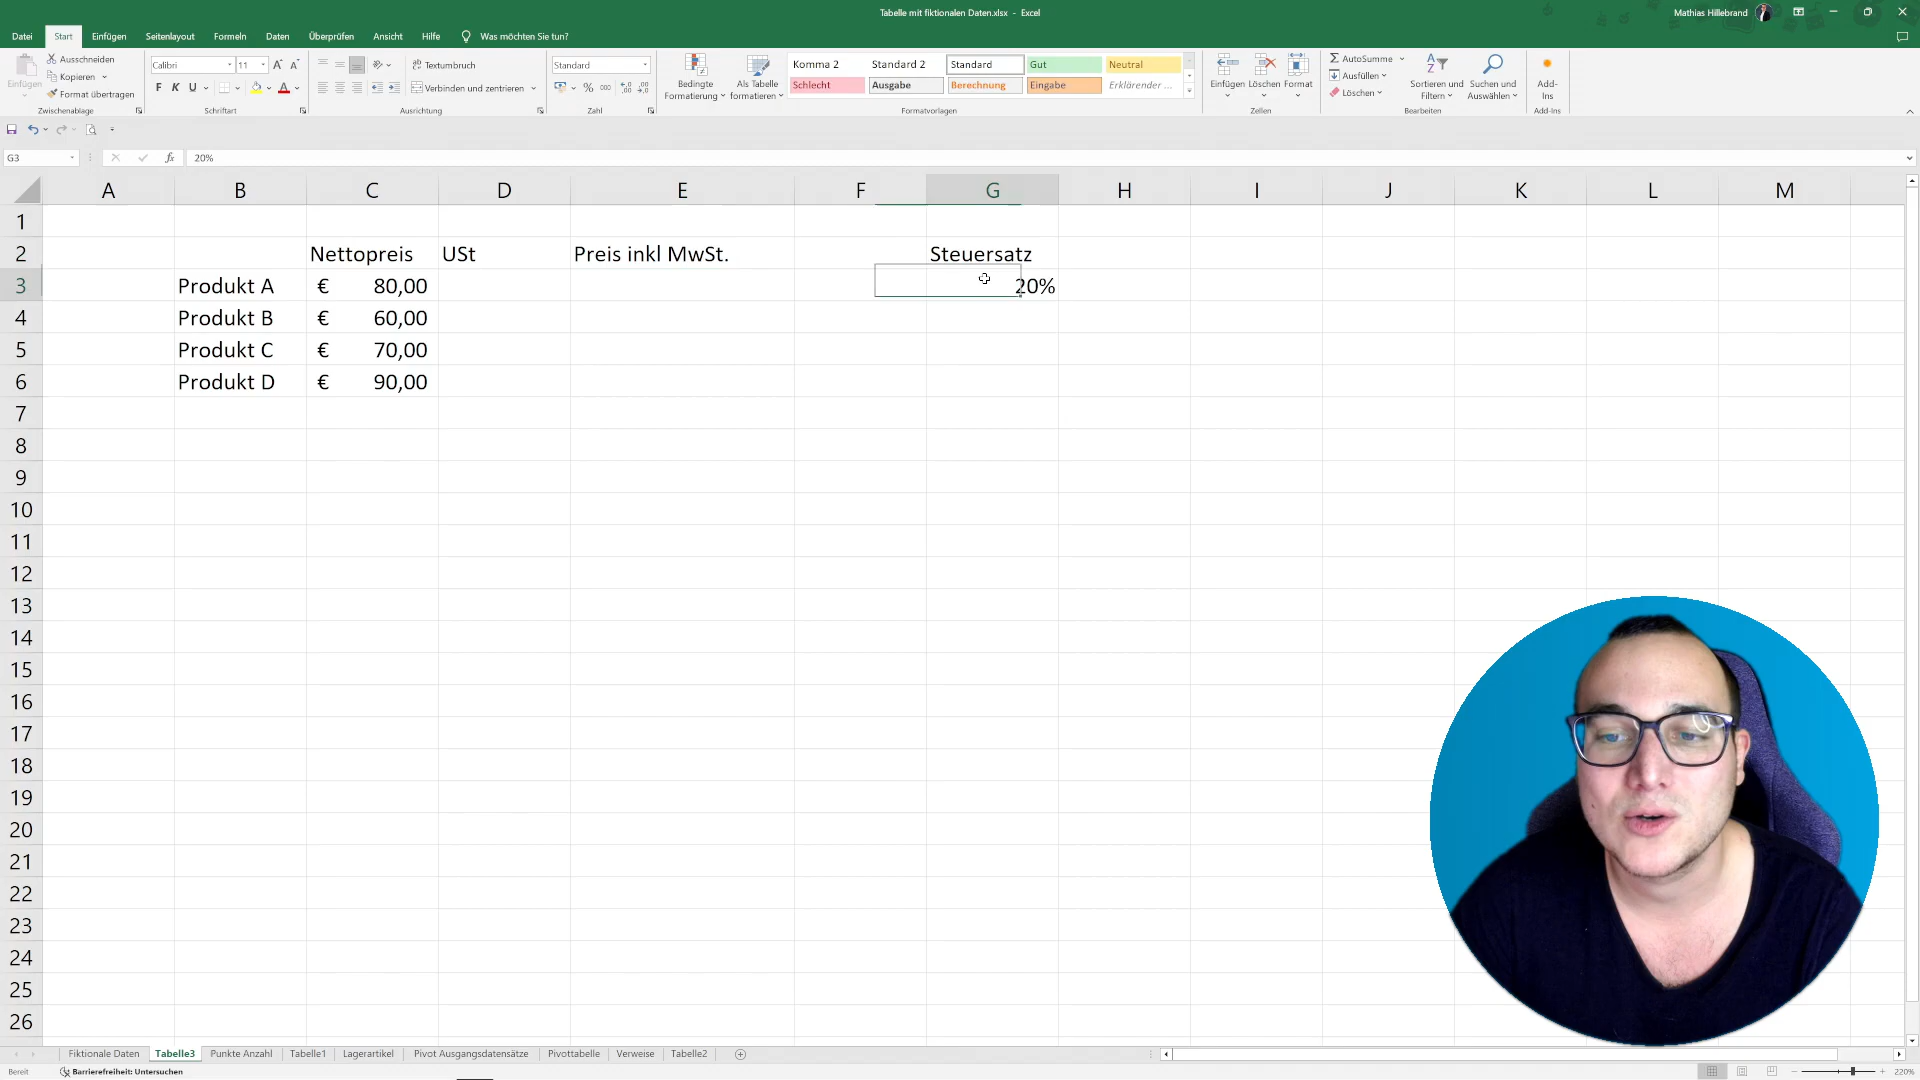 Tabelle mit fiktionalen Daten.xlsx - Excel
Mathias Hillebrand
Datei Start Einfügen Seitenlayout Formeln Daten Überprüfen Ansicht Hilfe Was möchten Sie tun?
Einfügen
Ausschneiden
Kopieren
Format übertragen
Zwischenablage
Calibri 11
F K U
Schriftart
Textumbruch
Verbinden und zentrieren
Ausrichtung
Standard
% 000
Zahl
Bedingte Formatierung
Als Tabelle formatieren
Komma 2 Standard 2 Standard Gut Neutral
Schlecht Ausgabe Berechnung Eingabe Erklärender ...
Formatvorlagen
Einfügen Löschen Format
Zellen
AutoSumme
Ausfüllen
Löschen
Sortieren und Filtern
Suchen und Auswählen
Bearbeiten
Add-Ins
Add-Ins
G3 fx 20%
A B C D E F G H I J K L M
1
2 Nettopreis USt Preis inkl MwSt. Steuersatz
3 Produkt A € 80,00 20%
4 Produkt B € 60,00
5 Produkt C € 70,00
6 Produkt D € 90,00
7
8
9
10
11
12
13
14
15
16
17
18
19
20
21
22
23
24
25
26
Fiktionale Daten Tabelle3 Punkte Anzahl Tabelle1 Lagerartikel Pivot Ausgangsdatensätze Pivottabelle Verweise Tabelle2
Bereit Barrierefreiheit: Untersuchen 220%